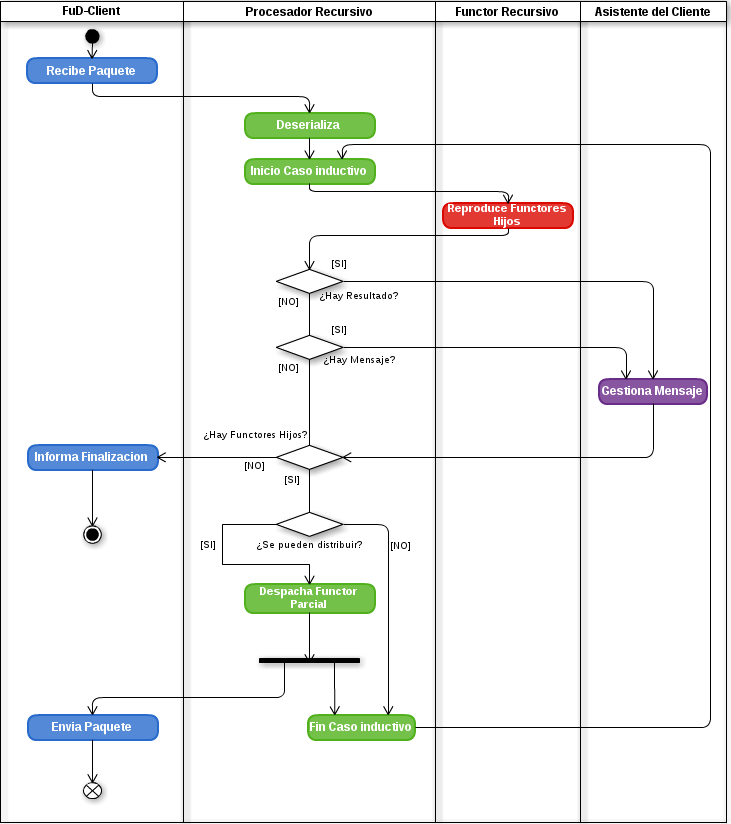 FuD-Client
Procesador Recursivo
Functor Recursivo
Asistente del Cliente
Recibe Paquete
Deserializa
Inicio Caso inductivo
Reproduce Functores
Hijos
[SI]
¿Hay Resultado?
[NO]
[SI]
¿Hay Mensaje?
[NO]
Gestiona Mensaje
¿Hay Functores Hijos?
Informa Finalizacion
[NO]
[SI]
[SI]
¿Se pueden distribuir?
[NO]
Despacha Functor
Parcial
Envia Paquete
Fin Caso inductivo